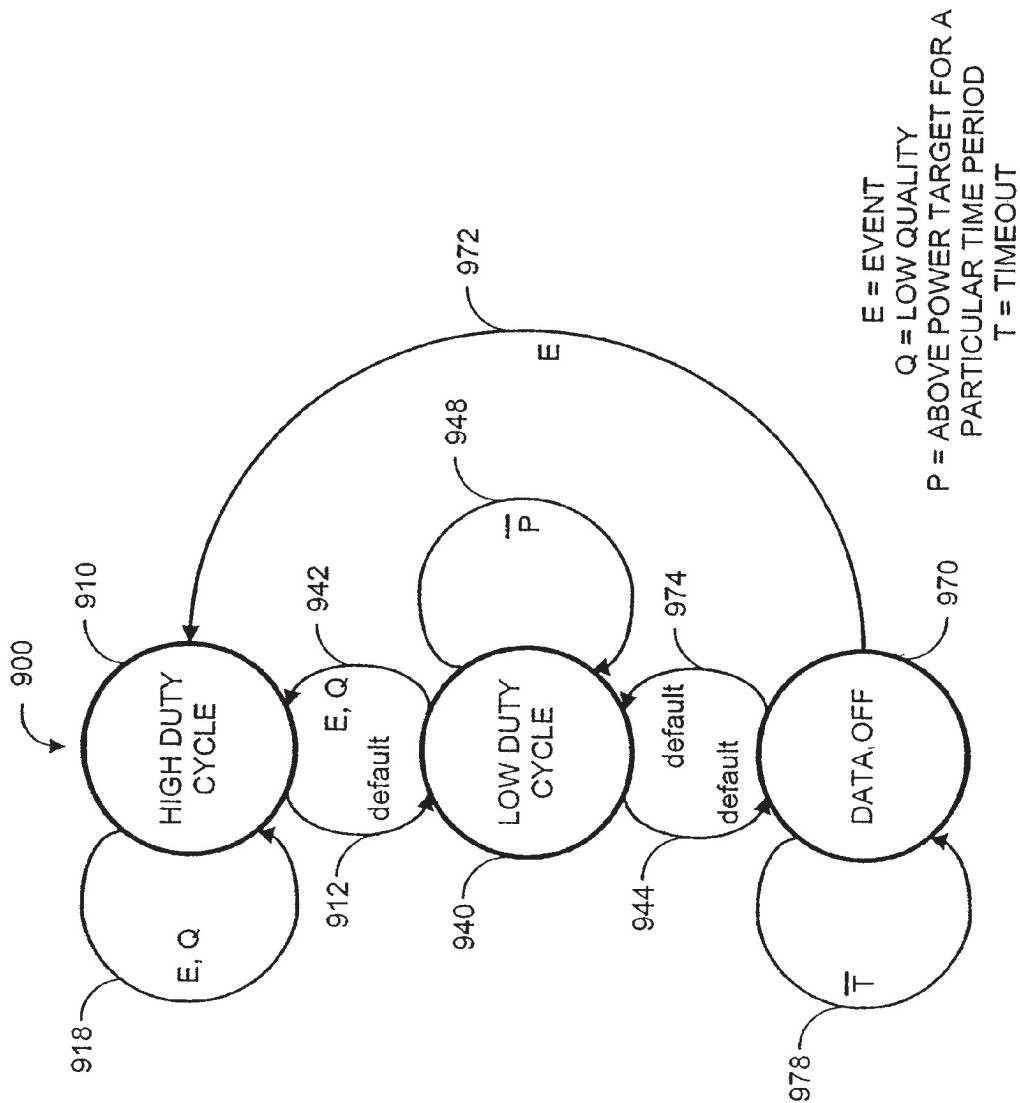 900
910
HIGH DUTY
CYCLE
918
E, Q
942
E, Q
default
912
972
E
948
P̅
940
LOW DUTY
CYCLE
974
default
default
944
970
DATA OFF
978
T̅
E = EVENT
Q = LOW QUALITY
P = ABOVE POWER TARGET FOR A
PARTICULAR TIME PERIOD
T = TIMEOUT